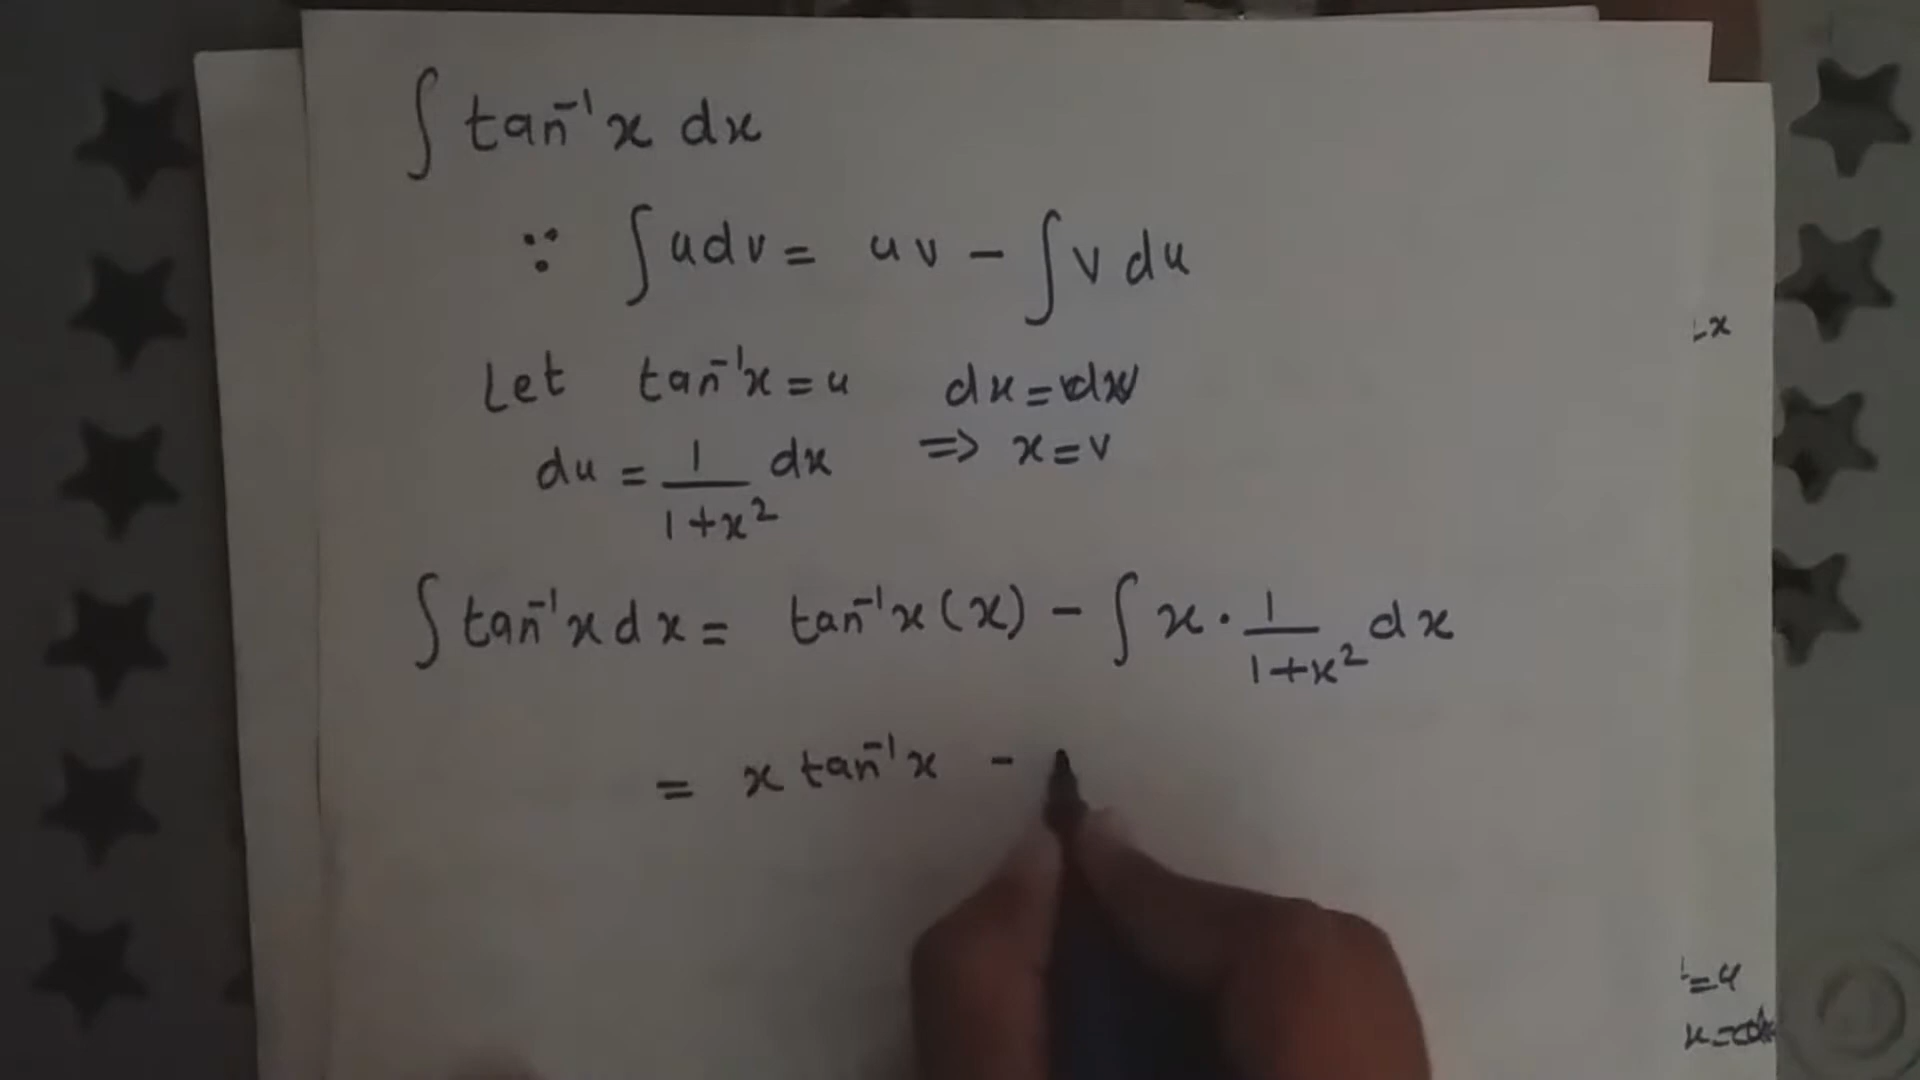 ∫ tan⁻¹x dx
∵ ∫udv = uv - ∫v du
Let tan⁻¹x = u dx = dv
du = 1/(1+x²) dx ⇒ x = v
∫tan⁻¹x dx = tan⁻¹x (x) - ∫x · 1/(1+x²) dx
= x tan⁻¹x -
-x
= u